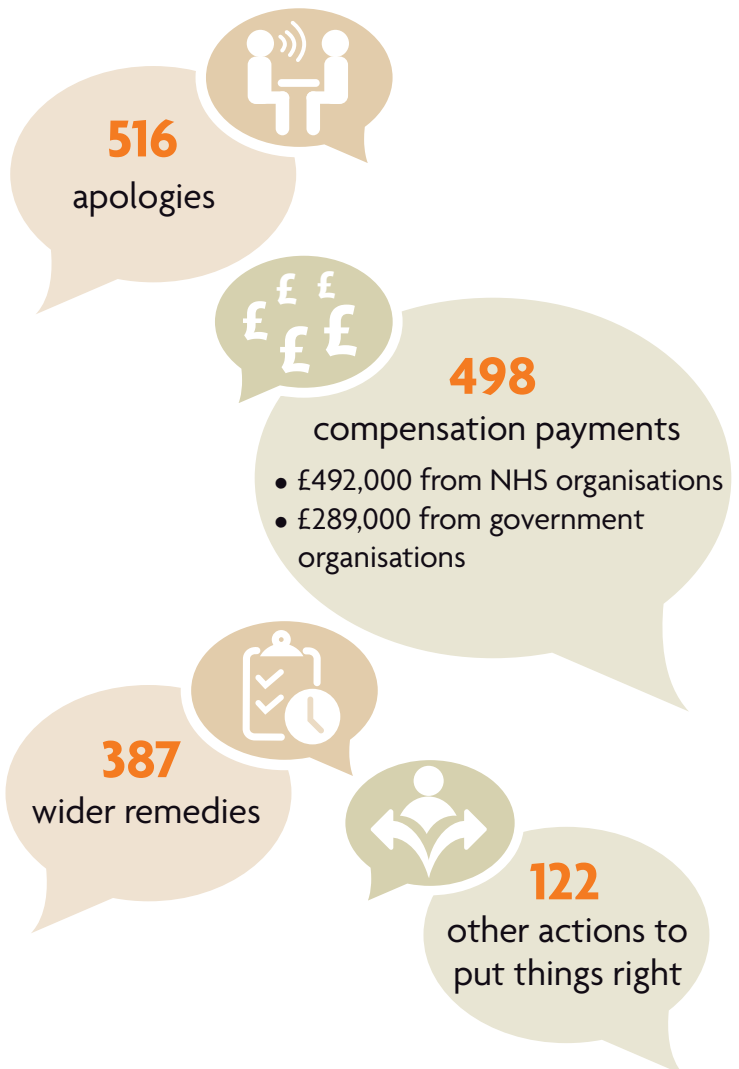 516
apologies
£ £ £ £ £
498
compensation payments
• £492,000 from NHS organisations
• £289,000 from government
organisations
387
wider remedies
122
other actions to
put things right